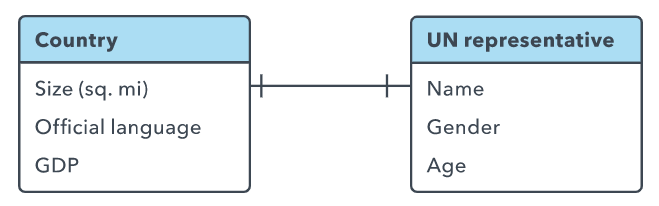 Country
Size (sq. mi)
Official language
GDP
UN representative
Name
Gender
Age